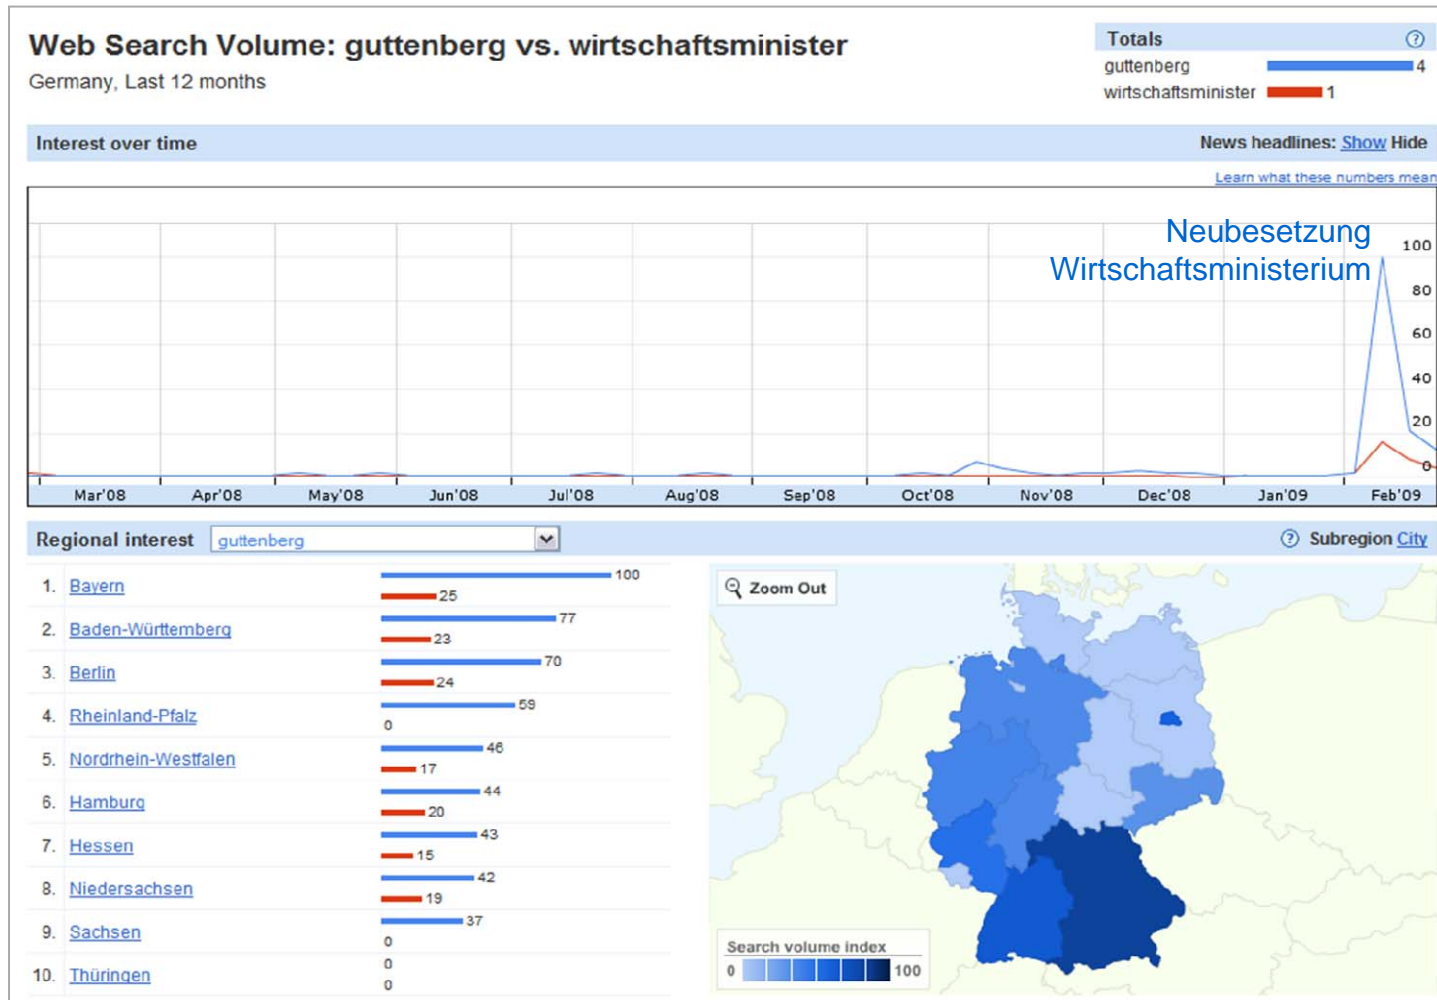 Web Search Volume: guttenberg vs. wirtschaftsminister
Germany, Last 12 months
Totals ?
guttenberg 4
wirtschaftsminister 1
Interest over time News headlines: Show Hide
Learn what these numbers mean
Neubesetzung
Wirtschaftsministerium
100
80
60
40
20
0
Mar'08 Apr'08 May'08 Jun'08 Jul'08 Aug'08 Sep'08 Oct'08 Nov'08 Dec'08 Jan'09 Feb'09
Regional interest guttenberg ? Subregion City
1. Bayern 100
25
2. Baden-Württemberg 77
23
3. Berlin 70
24
4. Rheinland-Pfalz 59
0
5. Nordrhein-Westfalen 46
17
6. Hamburg 44
20
7. Hessen 43
15
8. Niedersachsen 42
19
9. Sachsen 37
0
10. Thüringen 0
0
Zoom Out
Search volume index
0 100